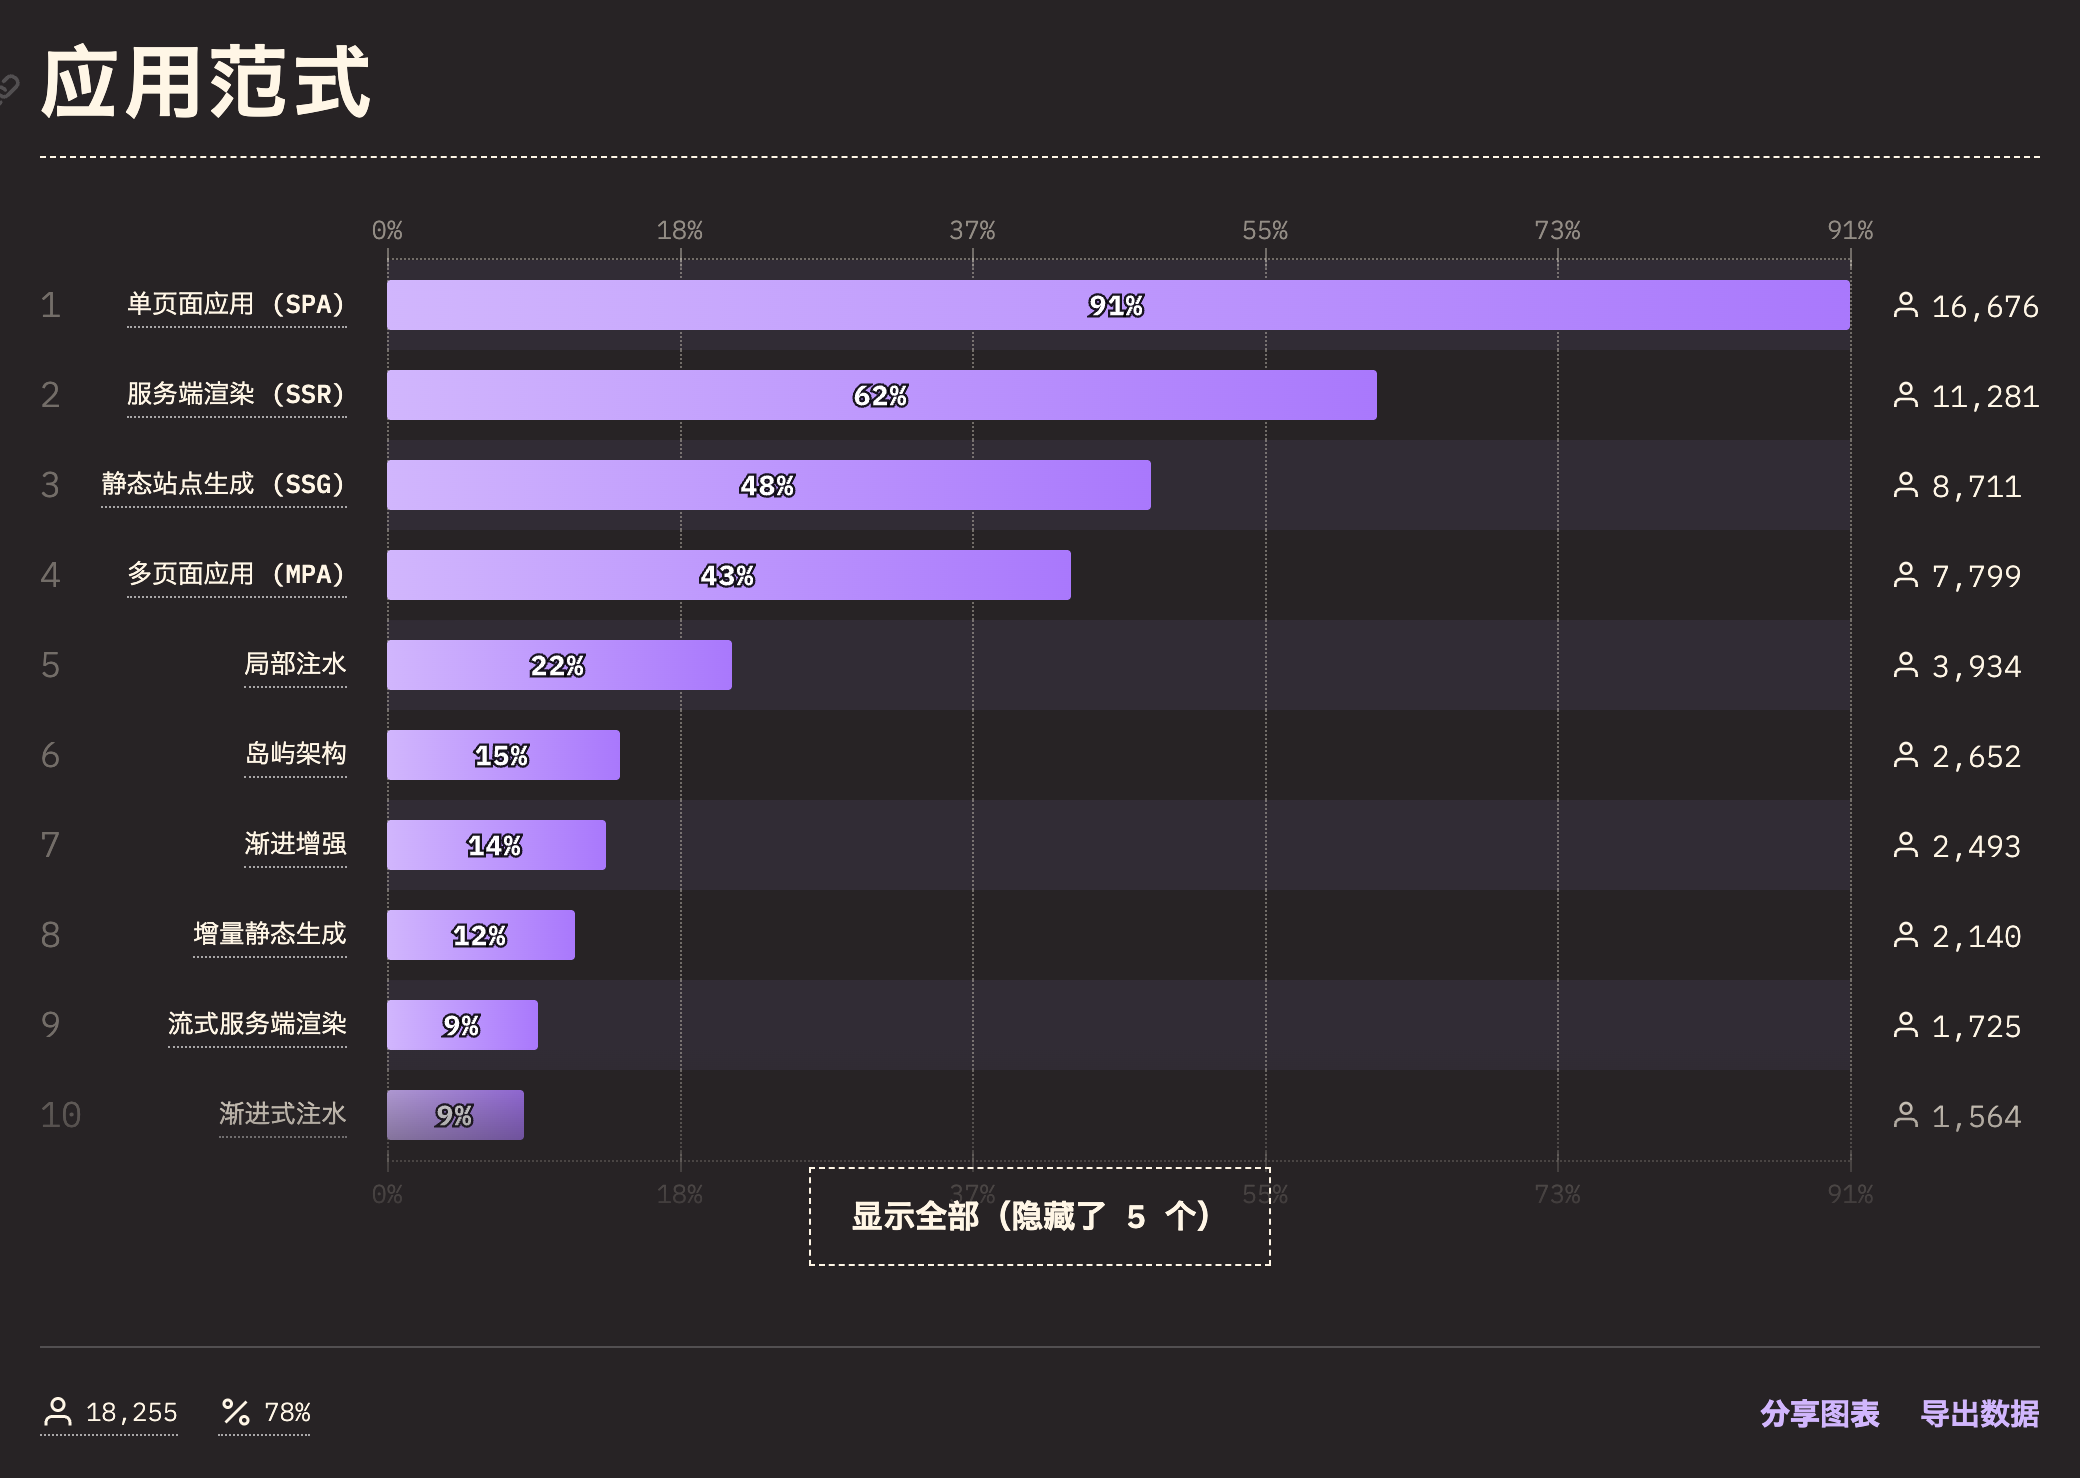 应用范式
0% 18% 37% 55% 73% 91%
1 单页面应用 (SPA) 91% 16,676
2 服务端渲染 (SSR) 62% 11,281
3 静态站点生成 (SSG) 48% 8,711
4 多页面应用 (MPA) 43% 7,799
5 局部注水 22% 3,934
6 岛屿架构 15% 2,652
7 渐进增强 14% 2,493
8 增量静态生成 12% 2,140
9 流式服务端渲染 9% 1,725
10 渐进式注水 9% 1,564
0% 18% 37% 55% 73% 91%
显示全部（隐藏了 5 个）
18,255 78% 分享图表 导出数据